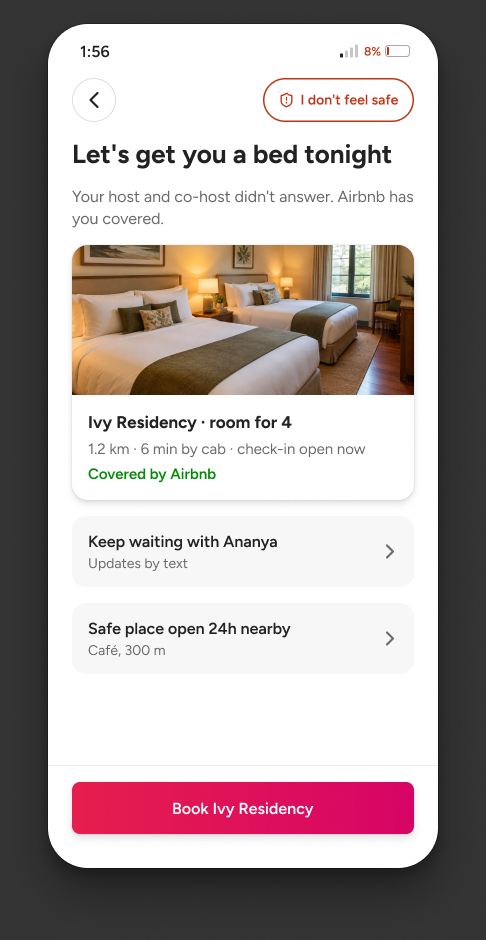 1:56
8%
I don't feel safe
Let's get you a bed tonight
Your host and co-host didn't answer. Airbnb has
you covered.
Ivy Residency · room for 4
1.2 km · 6 min by cab · check-in open now
Covered by Airbnb
Keep waiting with Ananya
Updates by text
Safe place open 24h nearby
Café, 300 m
Book Ivy Residency